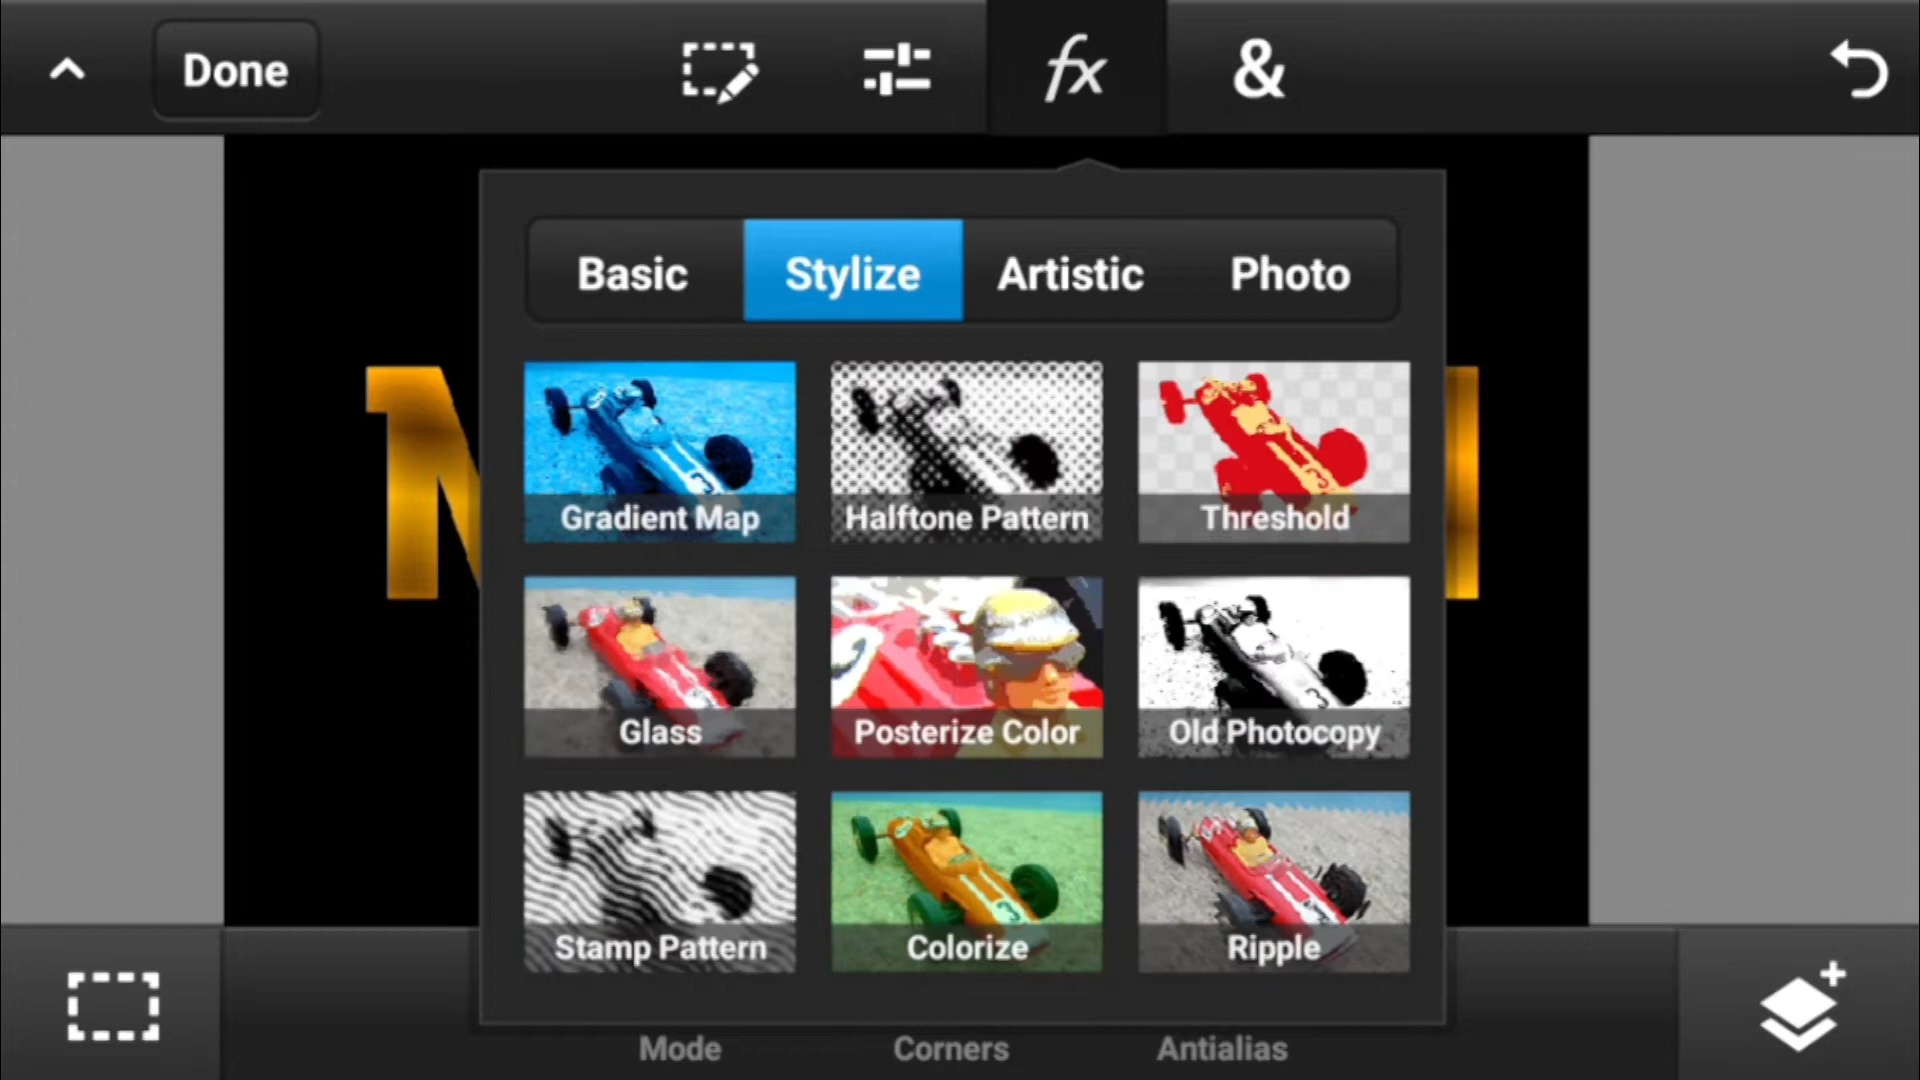 Done
fx
&
Basic
Stylize
Artistic
Photo
Gradient Map
Halftone Pattern
Threshold
Glass
Posterize Color
Old Photocopy
Stamp Pattern
Colorize
Ripple
Mode
Corners
Antialias